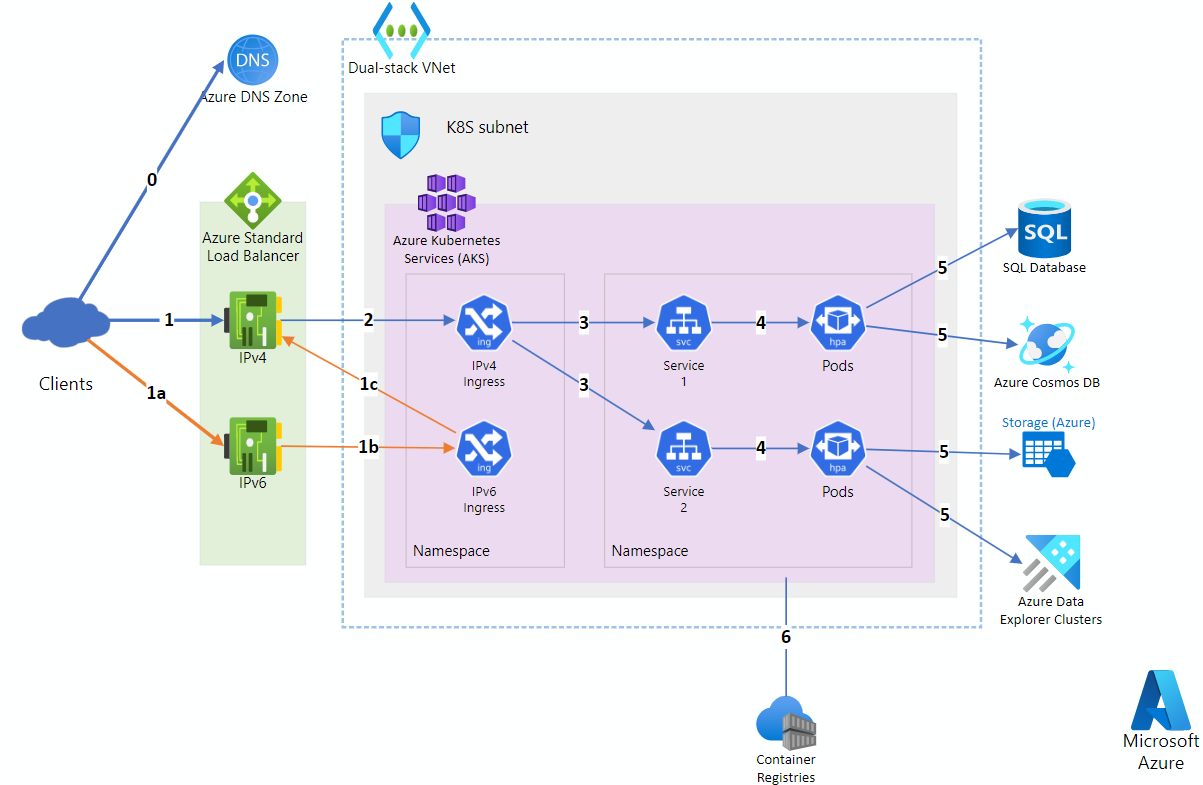 DNS
Azure DNS Zone
Dual-stack VNet
K8S subnet
0
Azure Standard
Load Balancer
Azure Kubernetes
Services (AKS)
SQL
SQL Database
Clients
1
IPv4
2
ing
IPv4
Ingress
3
svc
Service
1
4
hpa
Pods
5
5
Azure Cosmos DB
1a
IPv6
1b
1c
ing
IPv6
Ingress
3
svc
Service
2
4
hpa
Pods
5
Storage (Azure)
5
Azure Data
Explorer Clusters
Namespace
Namespace
6
Container
Registries
Microsoft
Azure